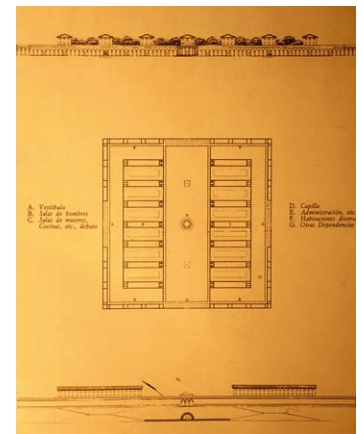 A. Vestíbulo
B. Salas de hombres
C. Salas de mujeres,
Cocinas, etc., debajo
D. Capilla
E. Administración, etc.
F. Habitaciones diversas
G. Otras Dependencias